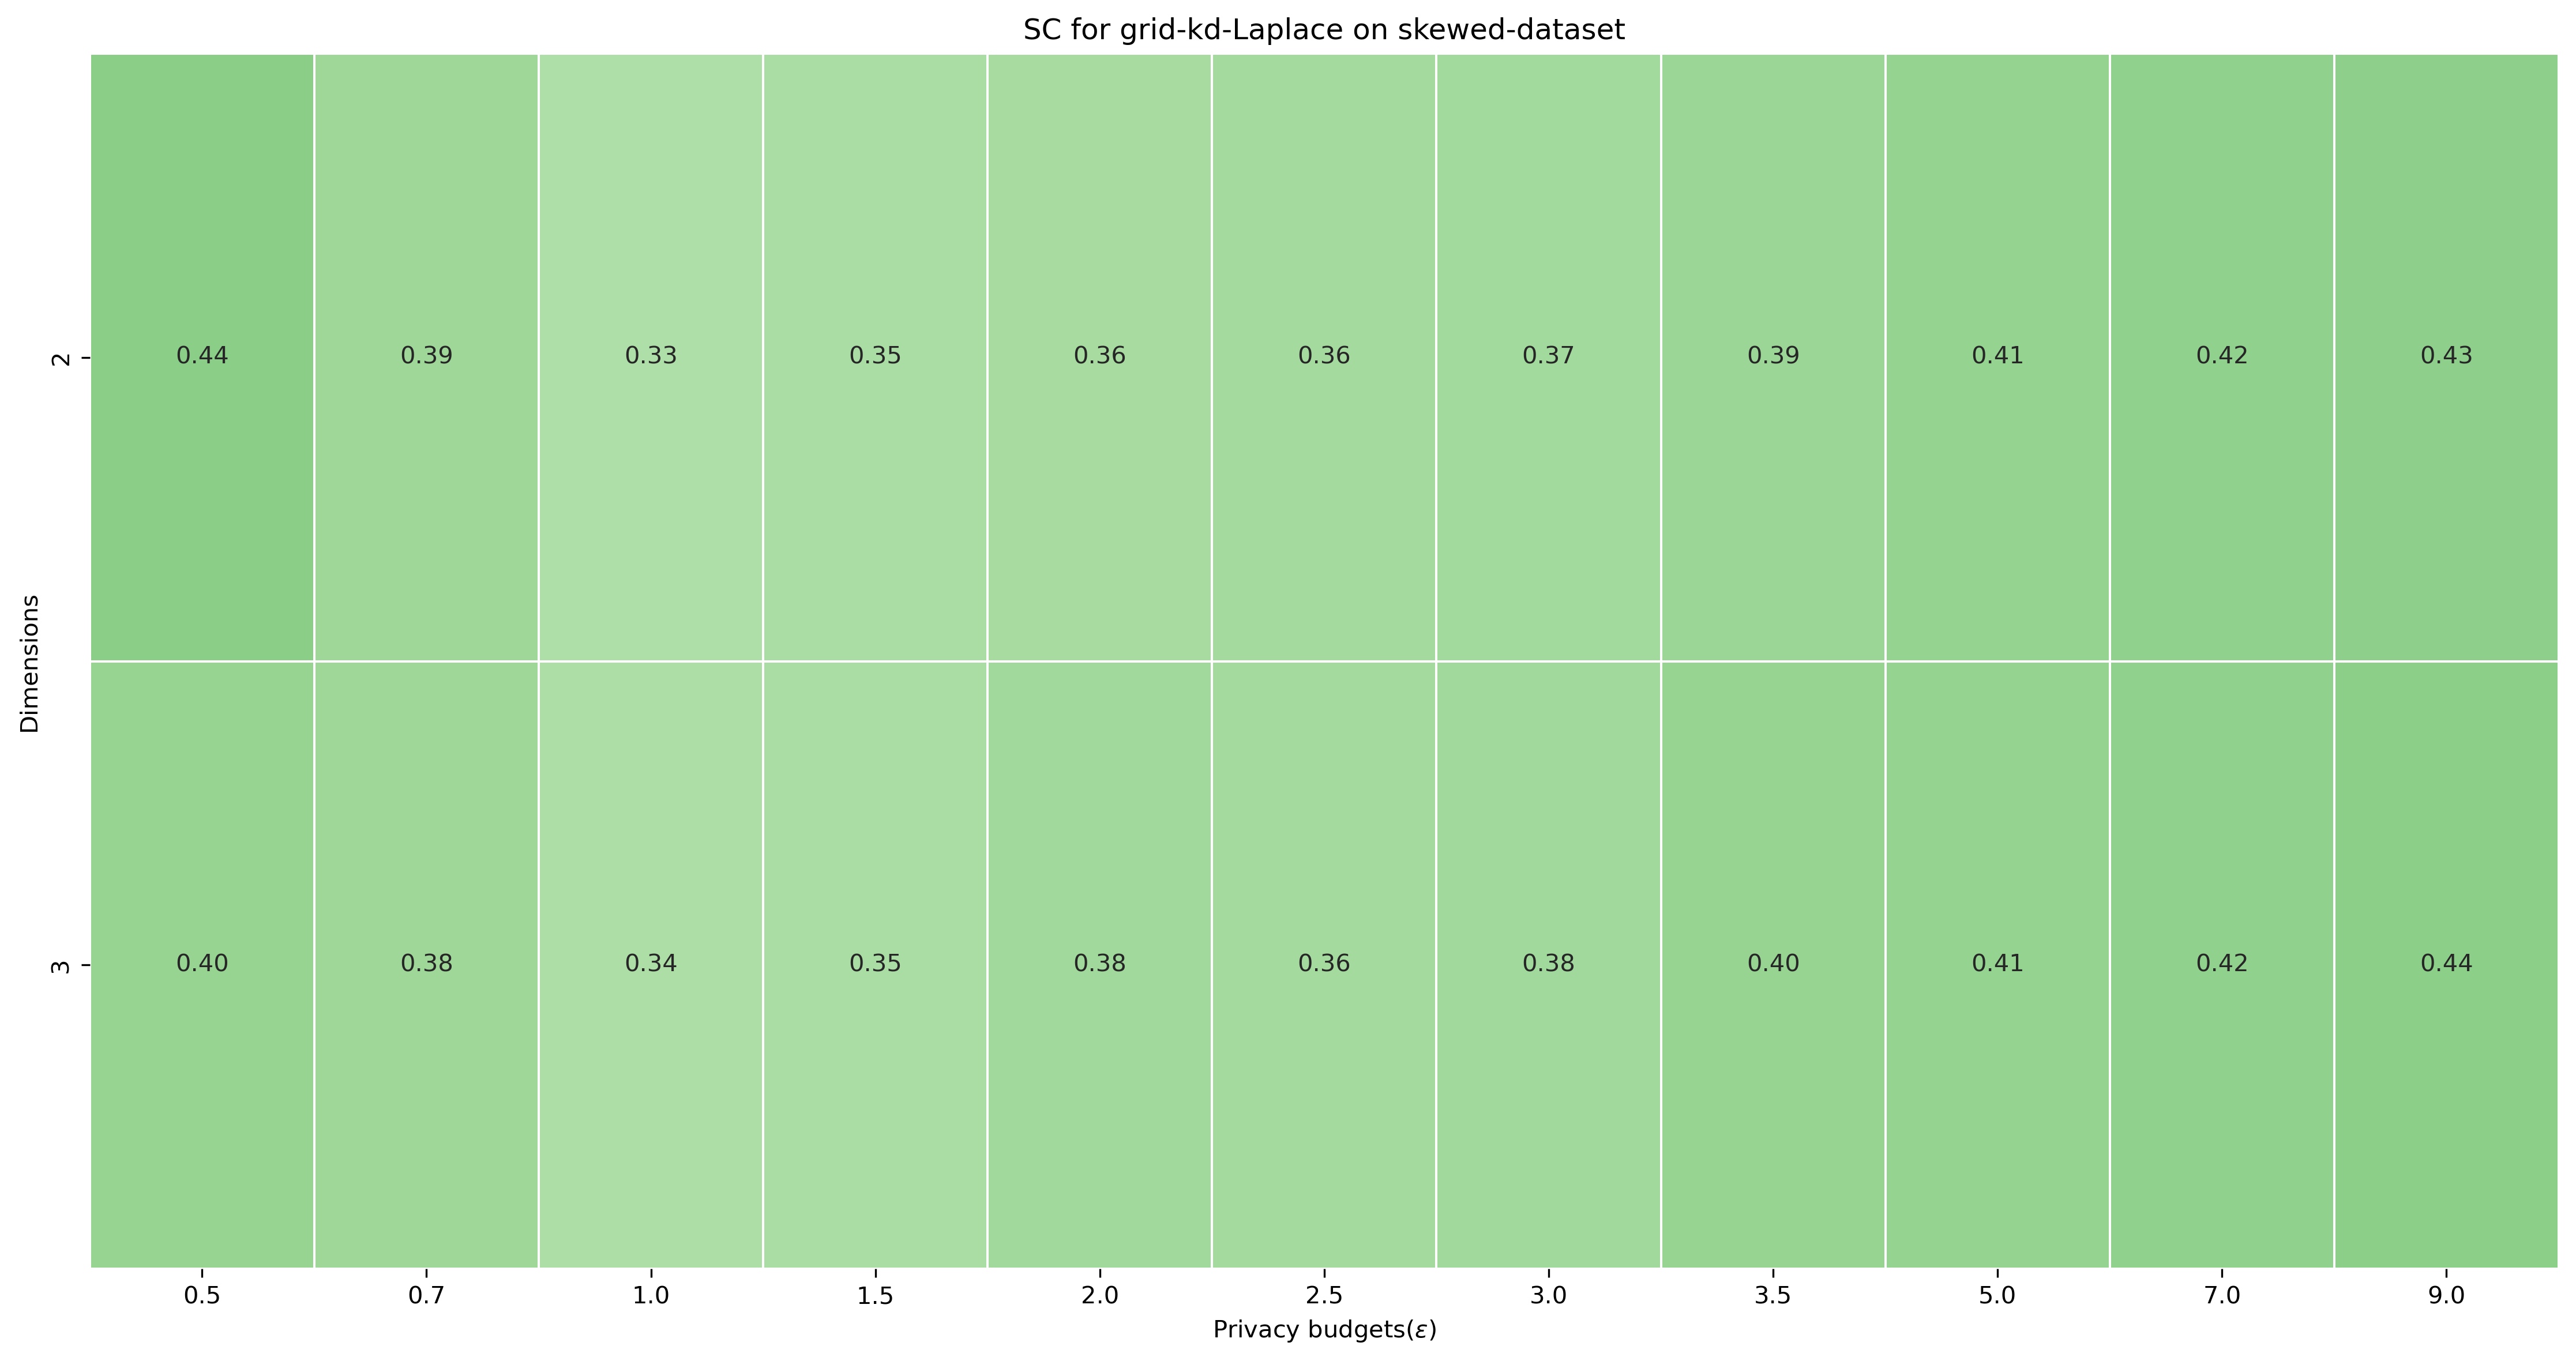 SC for grid-kd-Laplace on skewed-dataset
Dimensions
2
0.44 0.39 0.33 0.35 0.36 0.36 0.37 0.39 0.41 0.42 0.43
3
0.40 0.38 0.34 0.35 0.38 0.36 0.38 0.40 0.41 0.42 0.44
0.5 0.7 1.0 1.5 2.0 2.5 3.0 3.5 5.0 7.0 9.0
Privacy budgets(ε)